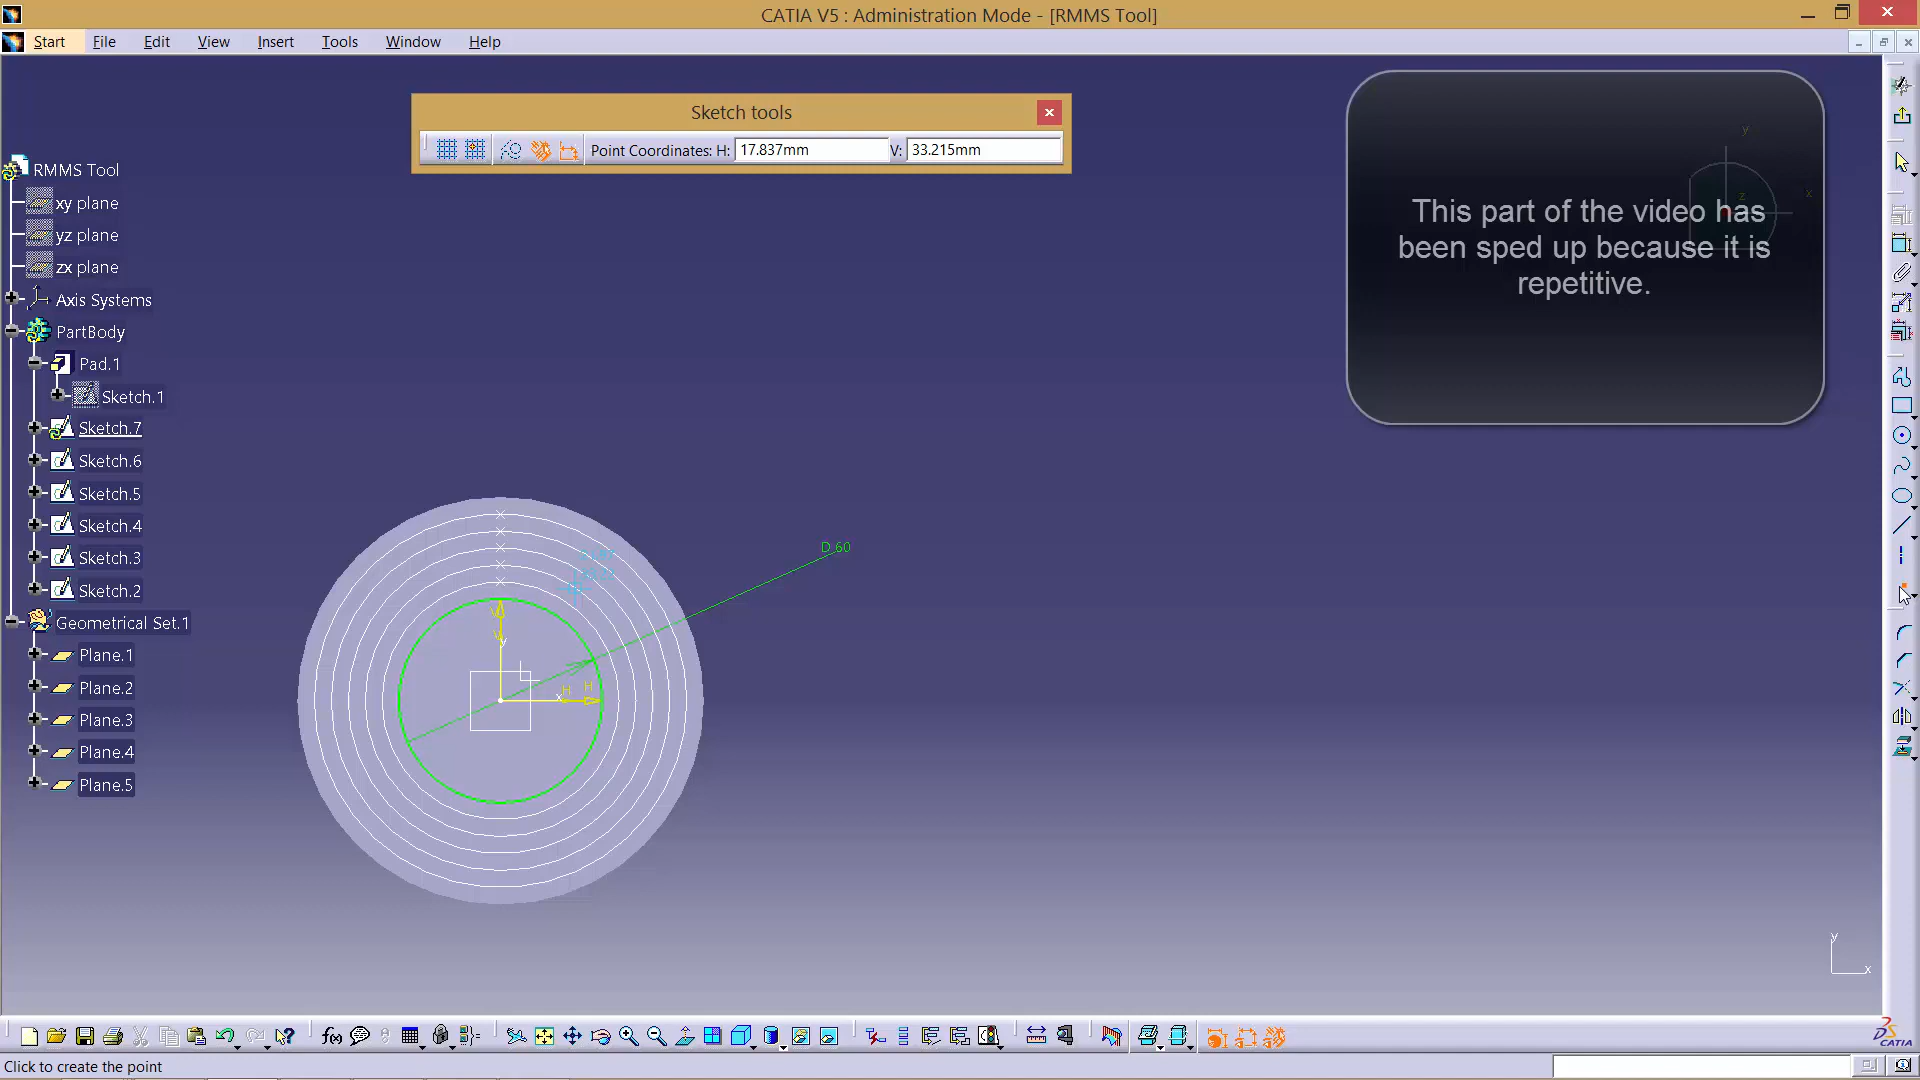 CATIA V5 : Administration Mode - [RMMS Tool]
Start File Edit View Insert Tools Window Help
Sketch tools
Point Coordinates: H: 17.837mm V: 33.215mm
This part of the video has
been sped up because it is
repetitive.
y
x
z
RMMS Tool
xy plane
yz plane
zx plane
Axis Systems
PartBody
Pad.1
Sketch.1
Sketch.7
Sketch.6
Sketch.5
Sketch.4
Sketch.3
Sketch.2
Geometrical Set.1
Plane.1
Plane.2
Plane.3
Plane.4
Plane.5
D 60
V
y
x H H
y
x
CATIA
Click to create the point